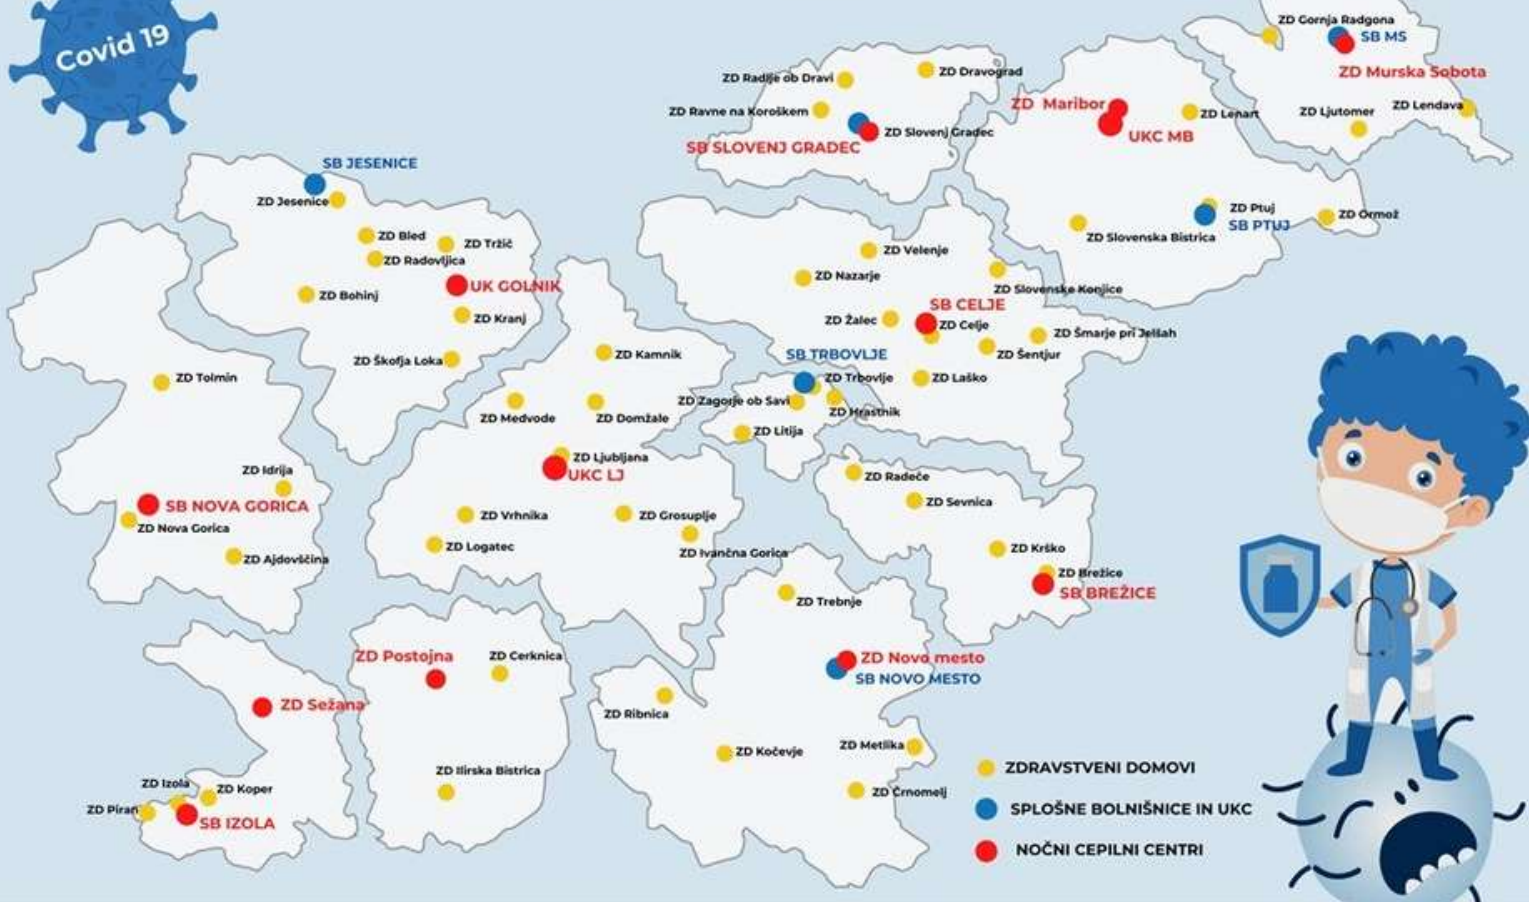 Covid 19
ZD Gornja Radgona
SB MS
ZD Murska Sobota
ZD Ljutomer
ZD Lendava
ZD Radlje ob Dravi
ZD Dravograd
ZD Ravne na Koroškem
ZD Slovenj Gradec
SB SLOVENJ GRADEC
ZD Maribor
UKC MB
ZD Lenart
ZD Ptuj
SB PTUJ
ZD Ormož
ZD Slovenska Bistrica
SB JESENICE
ZD Jesenice
ZD Bled
ZD Tržič
ZD Radovljica
UK GOLNIK
ZD Bohinj
ZD Kranj
ZD Škofja Loka
ZD Velenje
ZD Nazarje
ZD Slovenske Konjice
SB CELJE
ZD Žalec
ZD Celje
ZD Šmarje pri Jelšah
ZD Šentjur
ZD Laško
SB TRBOVLJE
ZD Trbovlje
ZD Zagorje ob Savi
ZD Hrastnik
ZD Litija
ZD Kamnik
ZD Medvode
ZD Domžale
ZD Ljubljana
UKC LJ
ZD Vrhnika
ZD Grosuplje
ZD Logatec
ZD Ivančna Gorica
ZD Tolmin
ZD Idrija
SB NOVA GORICA
ZD Nova Gorica
ZD Ajdovščina
ZD Radeče
ZD Sevnica
ZD Krško
ZD Brežice
SB BREŽICE
ZD Trebnje
ZD Novo mesto
SB NOVO MESTO
ZD Ribnica
ZD Kočevje
ZD Metlika
ZD Črnomelj
ZD Postojna
ZD Cerknica
ZD Ilirska Bistrica
ZD Sežana
ZD Izola
ZD Koper
ZD Piran
SB IZOLA
ZDRAVSTVENI DOMOVI
SPLOŠNE BOLNIŠNICE IN UKC
NOČNI CEPILNI CENTRI